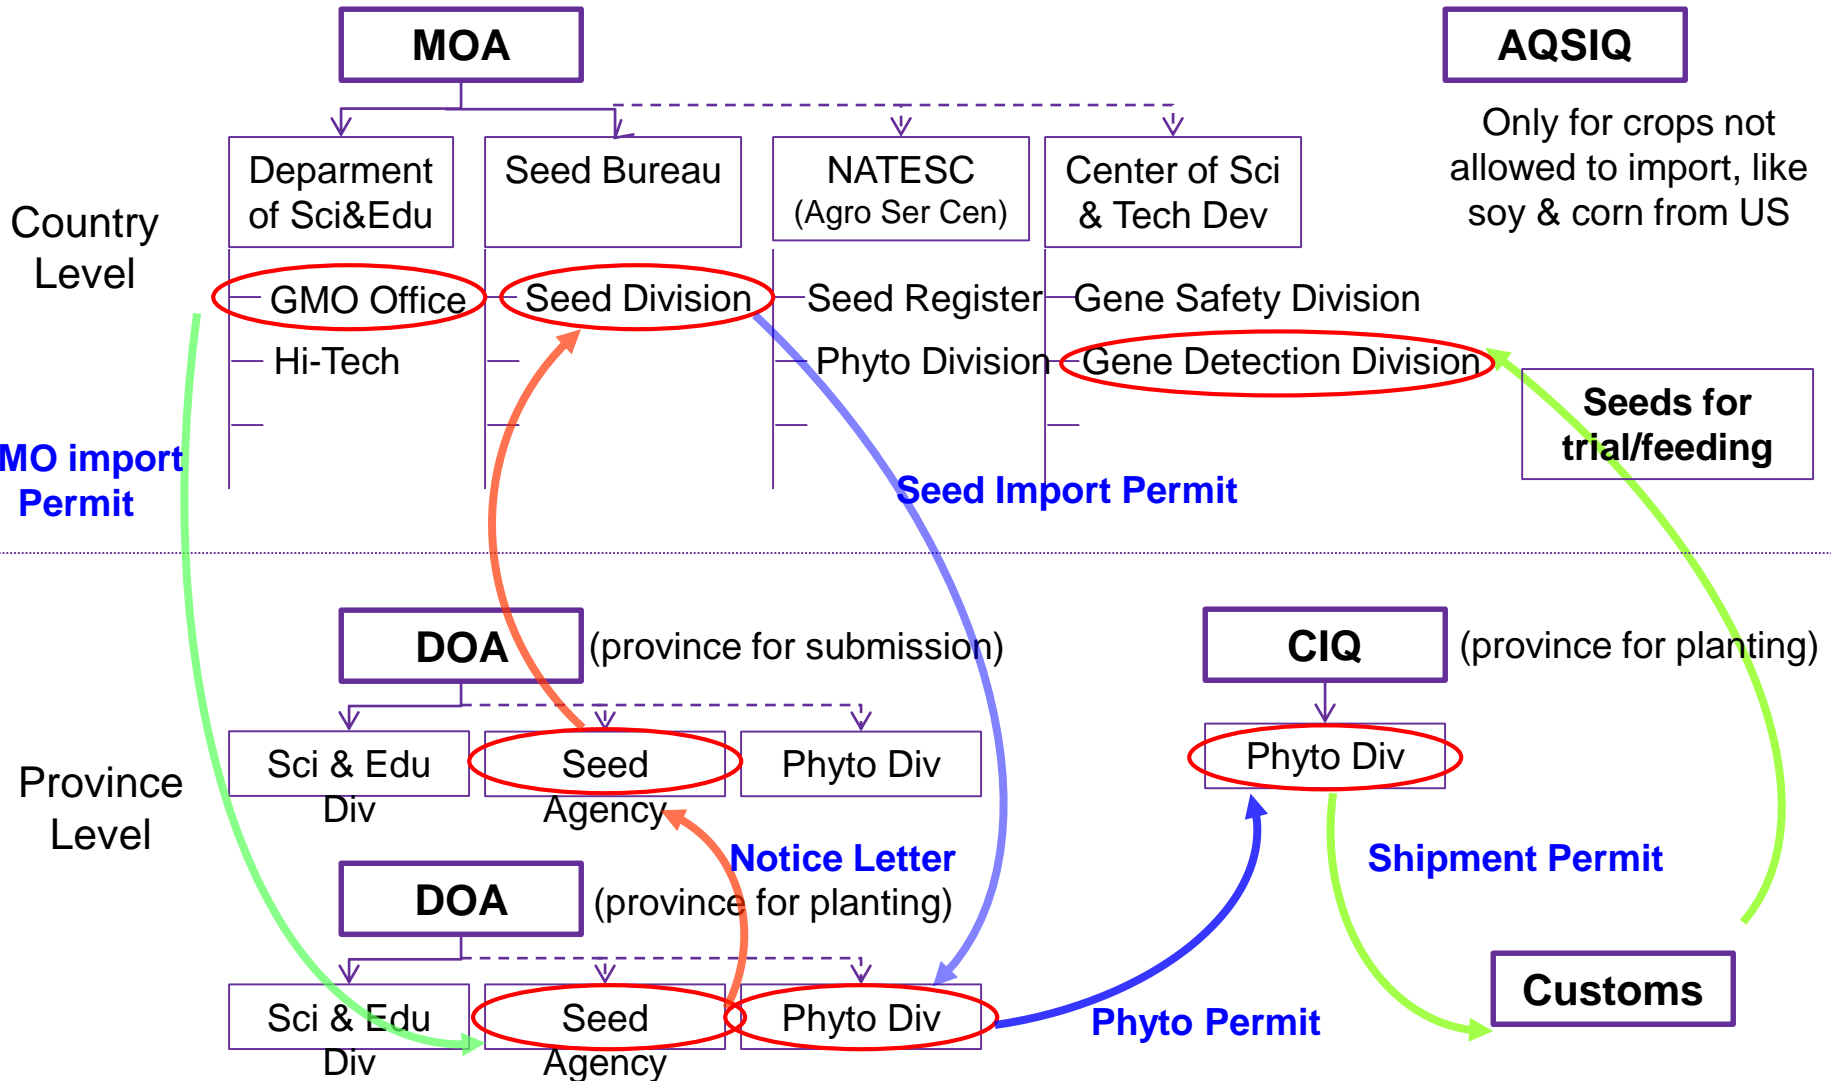 MOA
AQSIQ
Only for crops not
allowed to import, like
soy & corn from US
Deparment
of Sci&Edu
Seed Bureau
NATESC
(Agro Ser Cen)
Center of Sci
& Tech Dev
Country
Level
GMO Office
Seed Division
Seed Register
Gene Safety Division
Hi-Tech
Phyto Division
Gene Detection Division
Seeds for
trial/feeding
MO import
Permit
Seed Import Permit
DOA
(province for submission)
CIQ
(province for planting)
Sci & Edu
Div
Seed
Agency
Phyto Div
Phyto Div
Province
Level
Notice Letter
Shipment Permit
DOA
(province for planting)
Sci & Edu
Div
Seed
Agency
Phyto Div
Phyto Permit
Customs